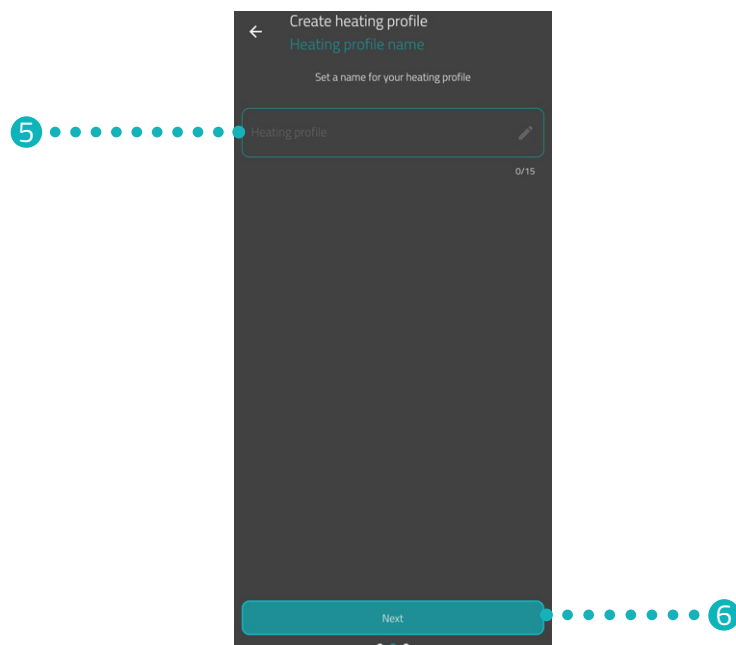 Create heating profile
Heating profile name
Set a name for your heating profile
5
Heating profile
0/15
Next
6